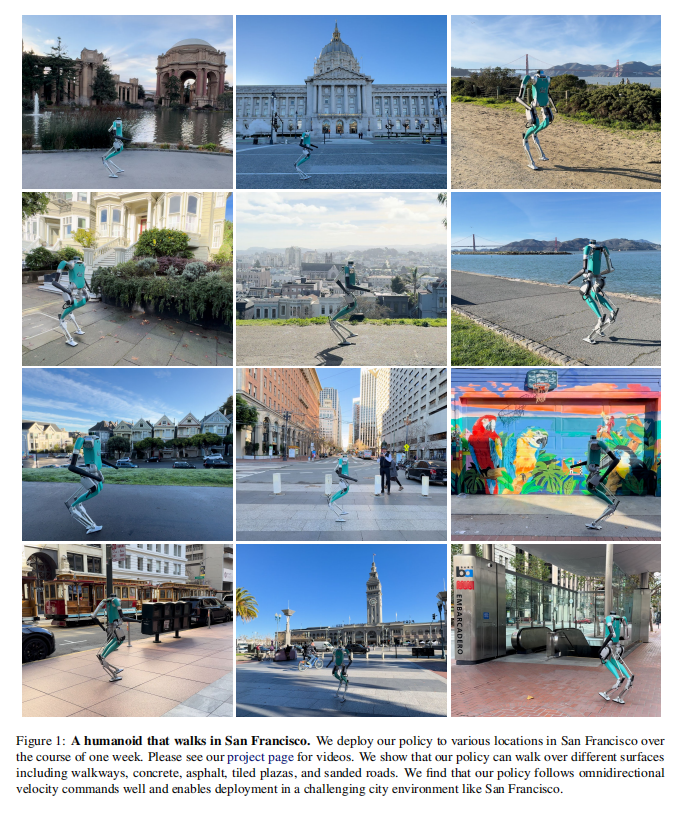 EMBARCADERO
Figure 1: A humanoid that walks in San Francisco. We deploy our policy to various locations in San Francisco over
the course of one week. Please see our project page for videos. We show that our policy can walk over different surfaces
including walkways, concrete, asphalt, tiled plazas, and sanded roads. We find that our policy follows omnidirectional
velocity commands well and enables deployment in a challenging city environment like San Francisco.